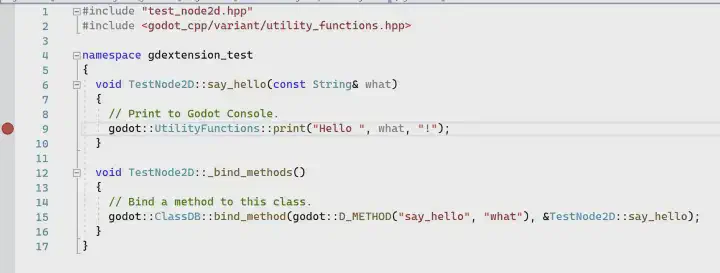 1 #include "test_node2d.hpp"
2 #include <godot_cpp/variant/utility_functions.hpp>
3
4 namespace gdextension_test
5 {
6 void TestNode2D::say_hello(const String& what)
7 {
8 // Print to Godot Console.
9 godot::UtilityFunctions::print("Hello ", what, "!");
10 }
11
12 void TestNode2D::_bind_methods()
13 {
14 // Bind a method to this class.
15 godot::ClassDB::bind_method(godot::D_METHOD("say_hello", "what"), &TestNode2D::say_hello);
16 }
17 }